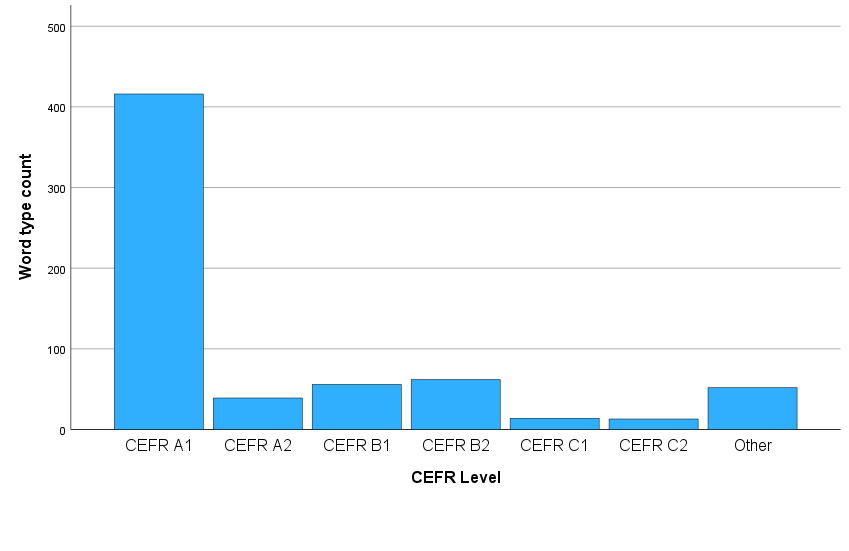 500
400
300
200
100
0
Word type count
CEFR A1 CEFR A2 CEFR B1 CEFR B2 CEFR C1 CEFR C2 Other
CEFR Level